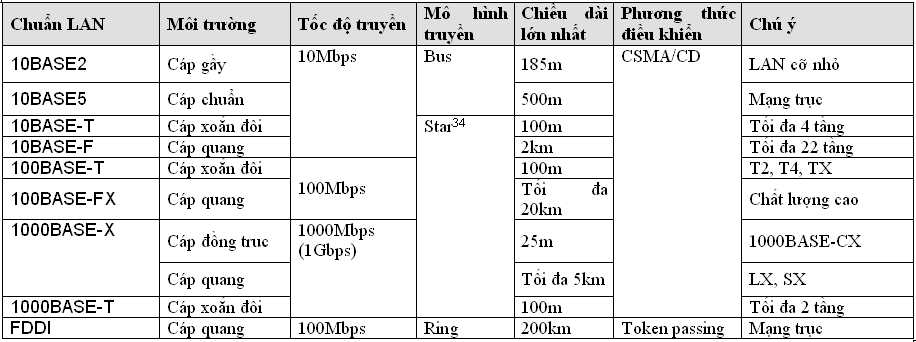 Chuẩn LAN Môi trường Tốc độ truyền Mô hình truyền Chiều dài lớn nhất Phương thức điều khiển Chú ý
10BASE2 Cáp gầy 10Mbps Bus 185m CSMA/CD LAN cỡ nhỏ
10BASE5 Cáp chuẩn 500m Mạng trục
10BASE-T Cáp xoắn đôi Star34 100m Tối đa 4 tầng
10BASE-F Cáp quang 2km Tối đa 22 tầng
100BASE-T Cáp xoắn đôi 100Mbps 100m T2, T4, TX
100BASE-FX Cáp quang Tối đa 20km Chất lượng cao
1000BASE-X Cáp đồng truc 1000Mbps (1Gbps) 25m 1000BASE-CX
Cáp quang Tối đa 5km LX, SX
1000BASE-T Cáp xoắn đôi 100m Tối đa 2 tầng
FDDI Cáp quang 100Mbps Ring 200km Token passing Mạng trục